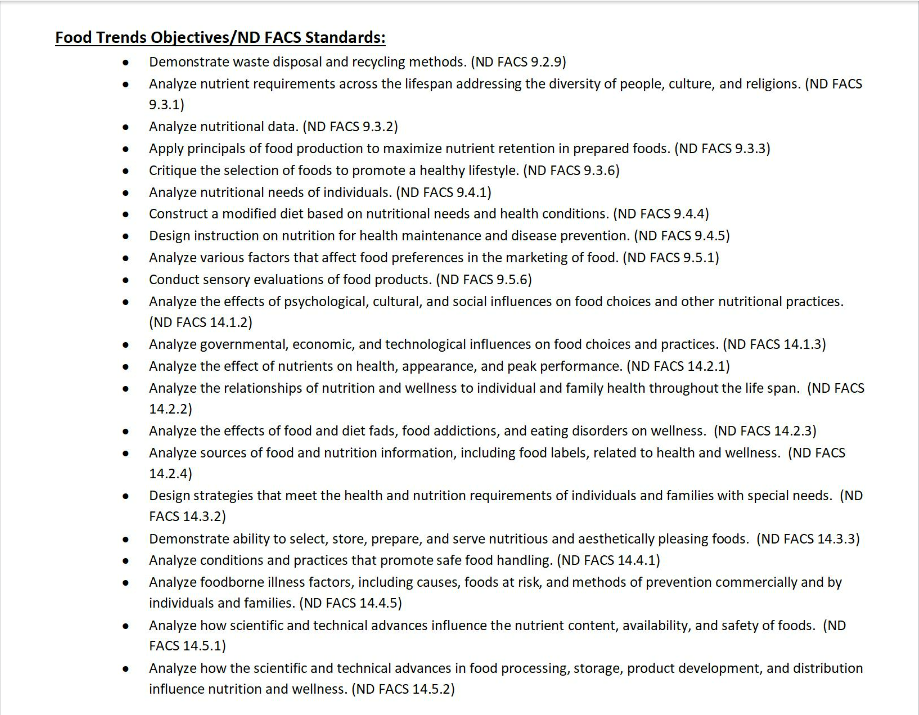 Food Trends Objectives/ND FACS Standards:
• Demonstrate waste disposal and recycling methods. (ND FACS 9.2.9)
• Analyze nutrient requirements across the lifespan addressing the diversity of people, culture, and religions. (ND FACS
9.3.1)
• Analyze nutritional data. (ND FACS 9.3.2)
• Apply principals of food production to maximize nutrient retention in prepared foods. (ND FACS 9.3.3)
• Critique the selection of foods to promote a healthy lifestyle. (ND FACS 9.3.6)
• Analyze nutritional needs of individuals. (ND FACS 9.4.1)
• Construct a modified diet based on nutritional needs and health conditions. (ND FACS 9.4.4)
• Design instruction on nutrition for health maintenance and disease prevention. (ND FACS 9.4.5)
• Analyze various factors that affect food preferences in the marketing of food. (ND FACS 9.5.1)
• Conduct sensory evaluations of food products. (ND FACS 9.5.6)
• Analyze the effects of psychological, cultural, and social influences on food choices and other nutritional practices.
(ND FACS 14.1.2)
• Analyze governmental, economic, and technological influences on food choices and practices. (ND FACS 14.1.3)
• Analyze the effect of nutrients on health, appearance, and peak performance. (ND FACS 14.2.1)
• Analyze the relationships of nutrition and wellness to individual and family health throughout the life span.  (ND FACS
14.2.2)
• Analyze the effects of food and diet fads, food addictions, and eating disorders on wellness.  (ND FACS 14.2.3)
• Analyze sources of food and nutrition information, including food labels, related to health and wellness.  (ND FACS
14.2.4)
• Design strategies that meet the health and nutrition requirements of individuals and families with special needs.  (ND
FACS 14.3.2)
• Demonstrate ability to select, store, prepare, and serve nutritious and aesthetically pleasing foods.  (ND FACS 14.3.3)
• Analyze conditions and practices that promote safe food handling. (ND FACS 14.4.1)
• Analyze foodborne illness factors, including causes, foods at risk, and methods of prevention commercially and by
individuals and families. (ND FACS 14.4.5)
• Analyze how scientific and technical advances influence the nutrient content, availability, and safety of foods.  (ND
FACS 14.5.1)
• Analyze how the scientific and technical advances in food processing, storage, product development, and distribution
influence nutrition and wellness. (ND FACS 14.5.2)